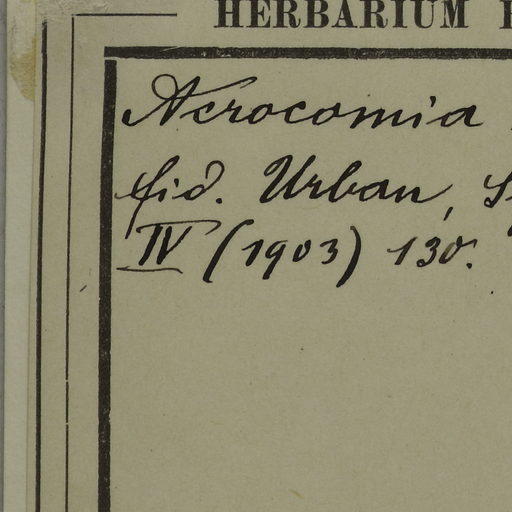 HERBARIUM
Acrocomia
fid. Urban,
IV (1903) 130.